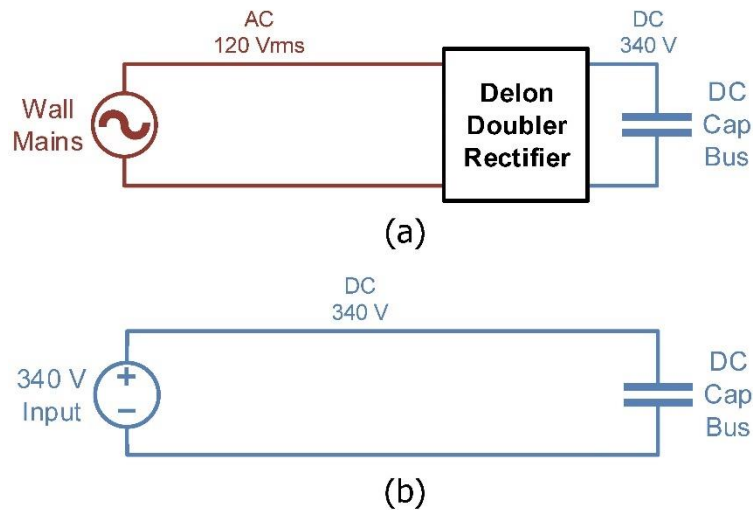 AC
120 Vrms
DC
340 V
Wall
Mains
Delon
Doubler
Rectifier
DC
Cap
Bus
(a)
DC
340 V
340 V
Input
+
−
DC
Cap
Bus
(b)